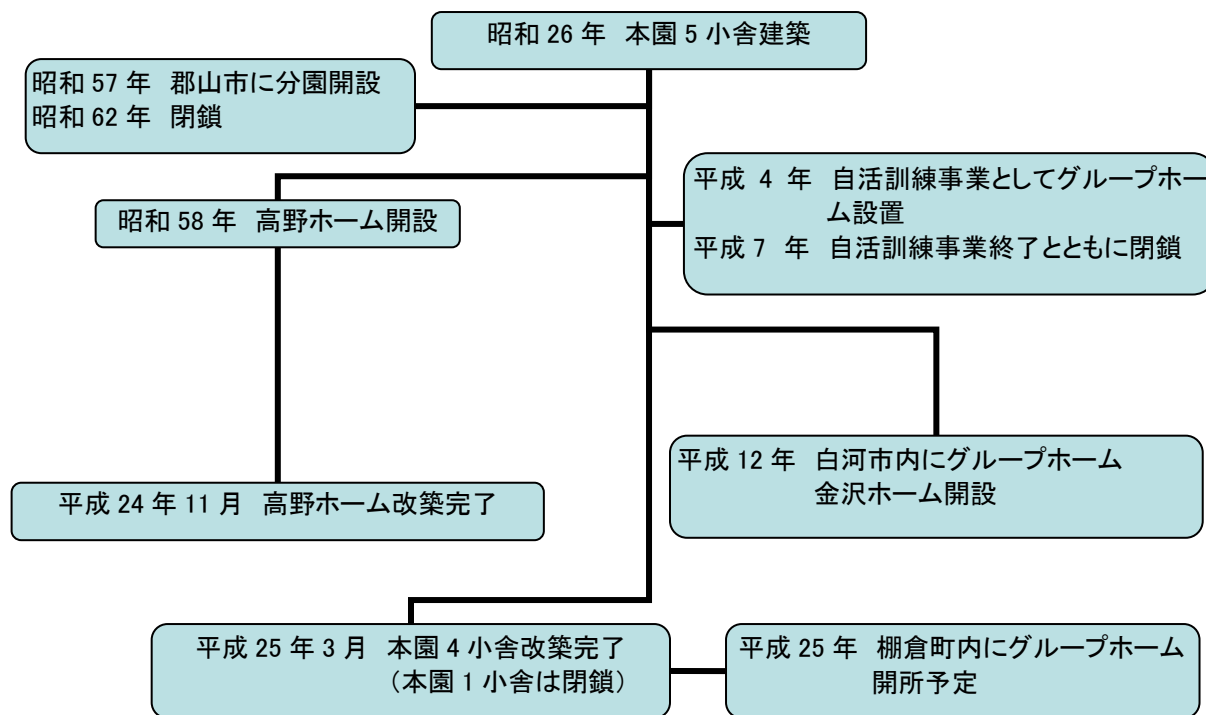 昭和 26 年 本園 5 小舎建築
昭和 57 年 郡山市に分園開設
昭和 62 年 閉鎖
平成 4 年 自活訓練事業としてグループホー
ム設置
平成 7 年 自活訓練事業終了とともに閉鎖
昭和 58 年 高野ホーム開設
平成 12 年 白河市内にグループホーム
金沢ホーム開設
平成 24 年 11 月 高野ホーム改築完了
平成 25 年 3 月 本園 4 小舎改築完了
（本園 1 小舎は閉鎖）
平成 25 年 棚倉町内にグループホーム
開所予定